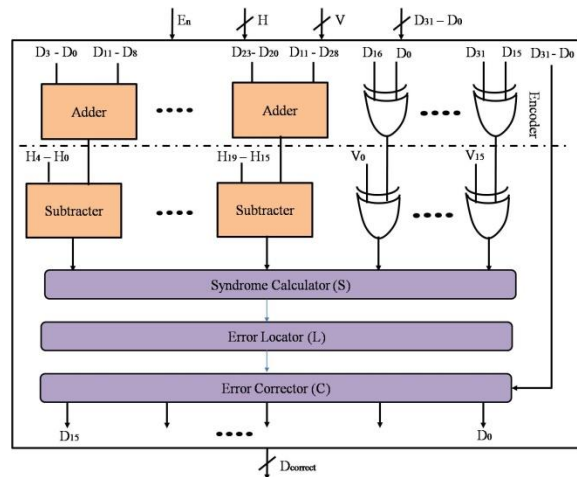 En
H
V
D31 – D0
D3 - D0
D11 - D8
D23- D20
D11 - D28
D16
D0
D31
D15
D31-D0
Adder
Adder
Encoder
H4 – H0
H19 – H15
V0
V15
Subtracter
Subtracter
Syndrome Calculator (S)
Error Locator (L)
Error Corrector (C)
D15
D0
Dcorrect